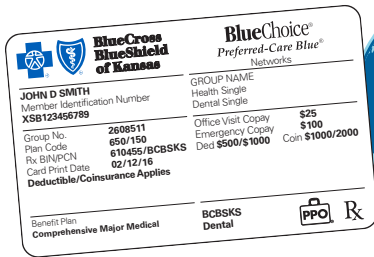 BlueCross
BlueShield
of Kansas
BlueChoice®
Preferred-Care Blue®
Networks
JOHN D SMITH
Member Identification Number
XSB123456789
GROUP NAME
Health Single
Dental Single
Group No. 2608511
Plan Code 650/150
Rx BIN/PCN 610455/BCBSKS
Card Print Date 02/12/16
Deductible/Coinsurance Applies
Office Visit Copay $25
Emergency Copay $100
Ded $500/$1000 Coin $1000/2000
Benefit Plan
Comprehensive Major Medical
BCBSKS
Dental
PPO
Rx